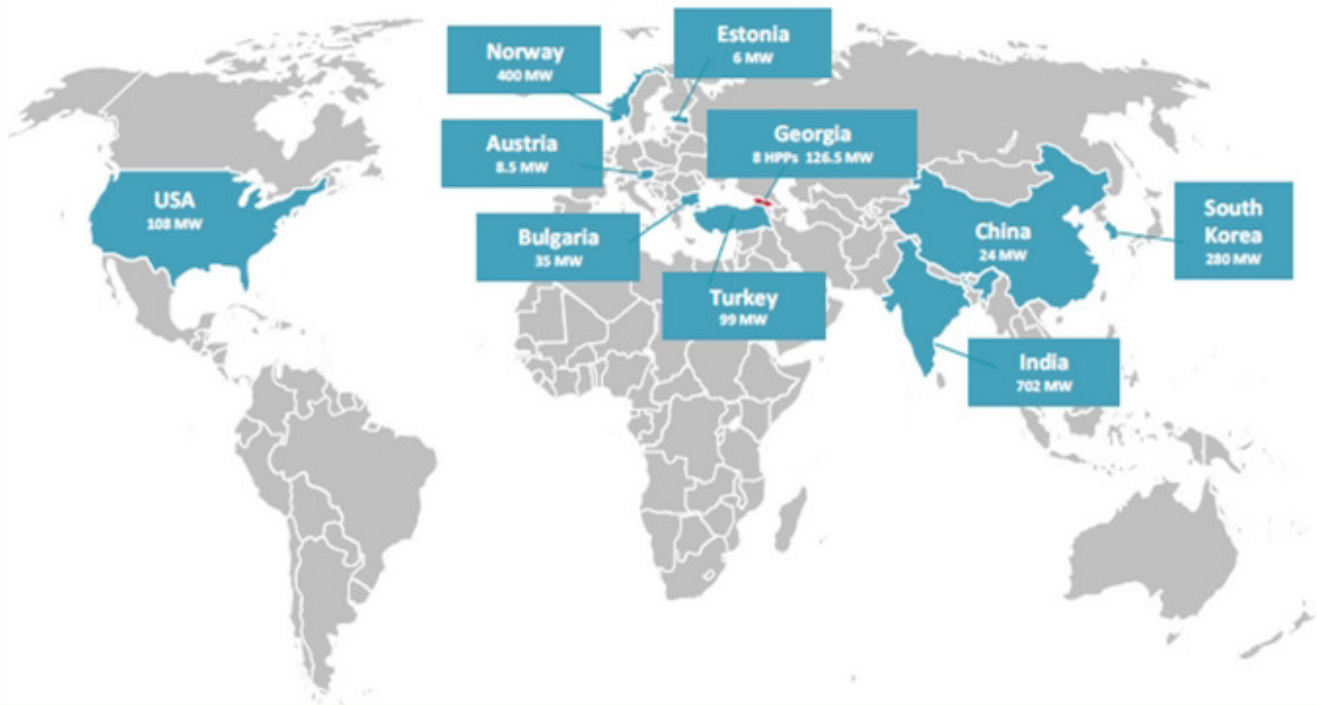 Norway
400 MW
Estonia
6 MW
Austria
8.5 MW
Georgia
8 HPPs 126.5 MW
USA
108 MW
Bulgaria
35 MW
Turkey
99 MW
China
24 MW
South
Korea
280 MW
India
702 MW